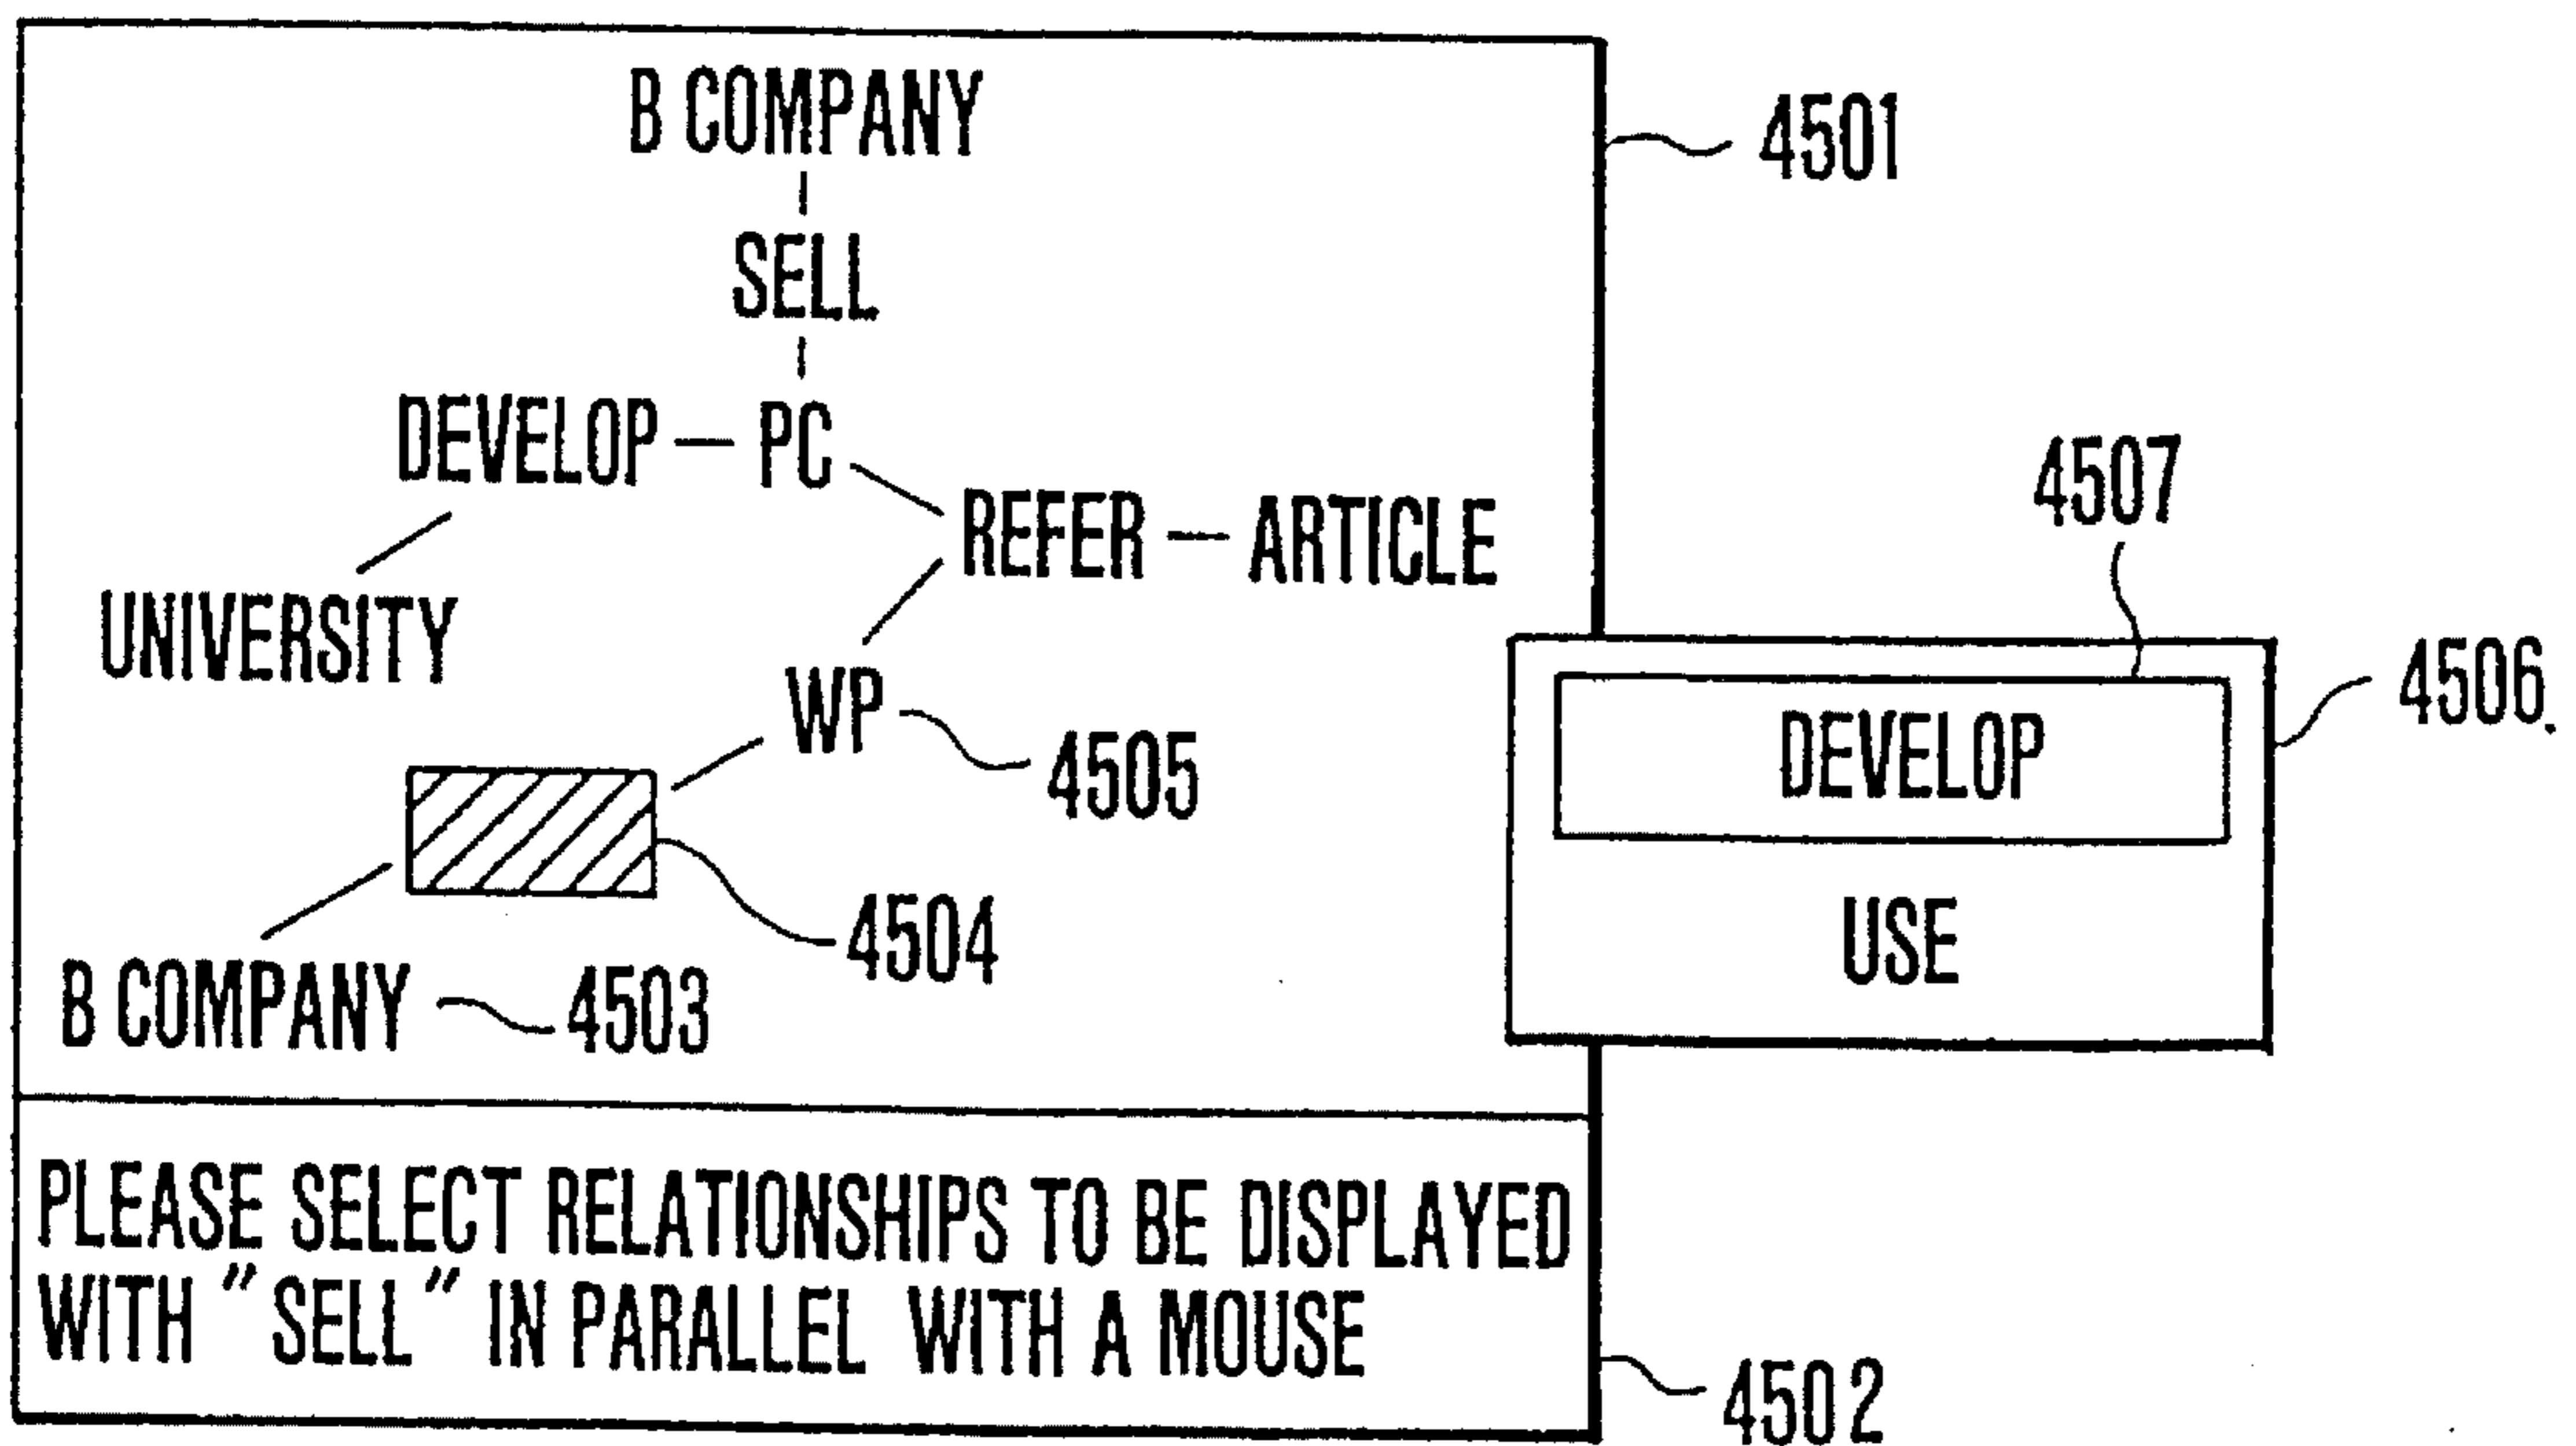 B COMPANY
4501
SELL
DEVELOP - PC
4507
REFER - ARTICLE
UNIVERSITY
4506
WP
4505
DEVELOP
4504
USE
B COMPANY
4503
PLEASE SELECT RELATIONSHIPS TO BE DISPLAYED
WITH "SELL" IN PARALLEL WITH A MOUSE
4502